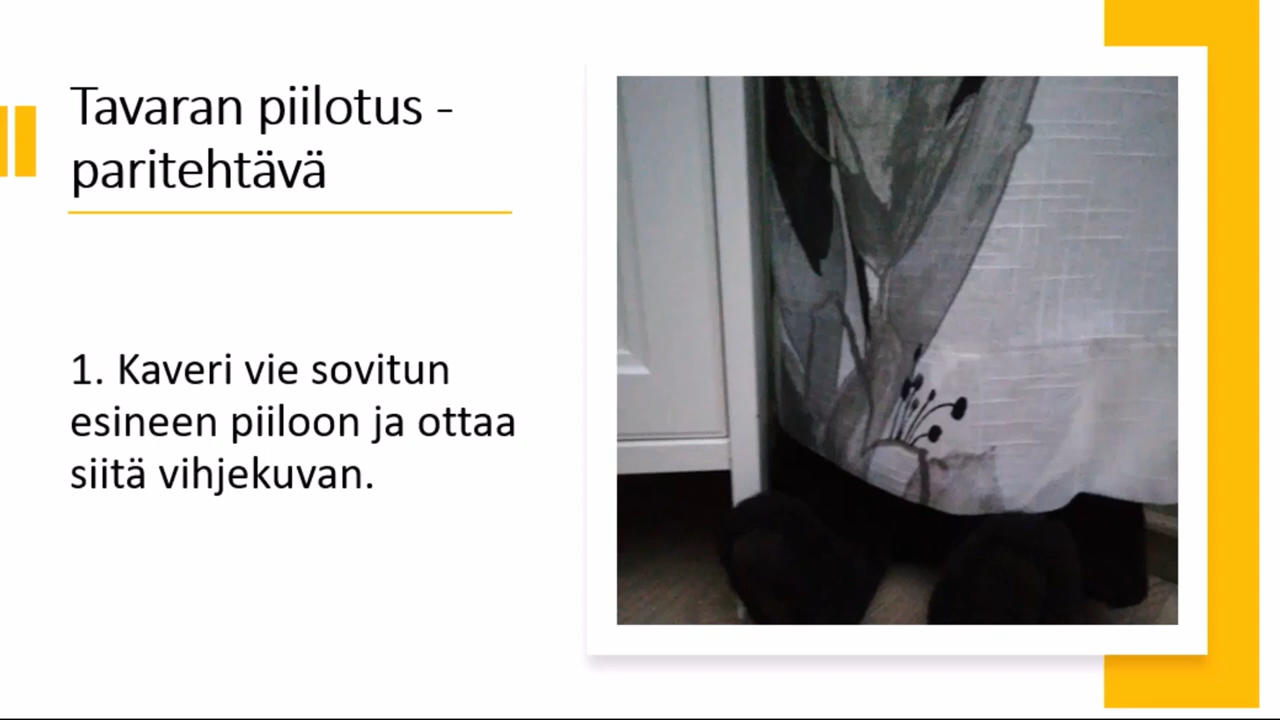 Tavaran piilotus -
paritehtävä
1. Kaveri vie sovitun
esineen piiloon ja ottaa
siitä vihjekuvan.